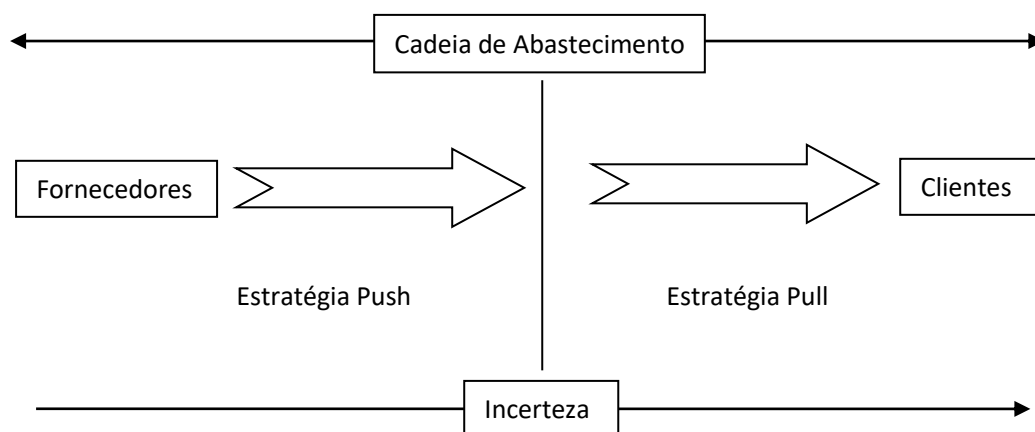 Cadeia de Abastecimento
Fornecedores
Clientes
Estratégia Push
Estratégia Pull
Incerteza